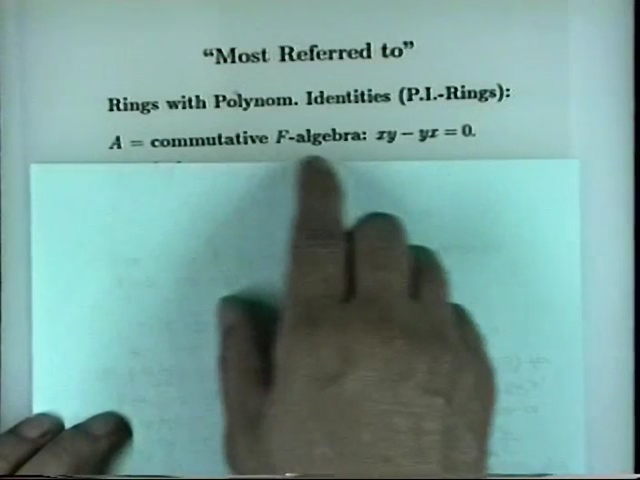 “Most Referred to”
Rings with Polynom. Identities (P.I.-Rings):
A = commutative F-algebra: xy − yx = 0.